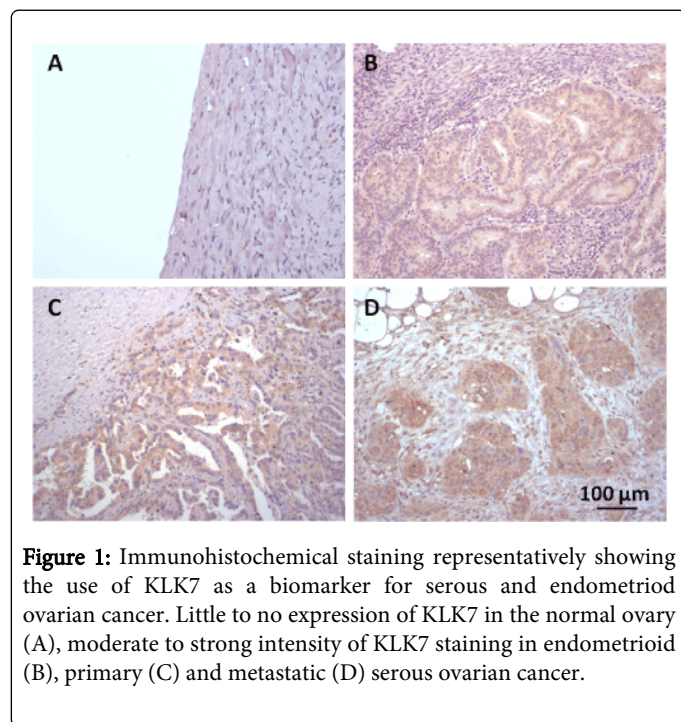 A
B
C
D
100 µm
Figure 1: Immunohistochemical staining representatively showing
the use of KLK7 as a biomarker for serous and endometriod
ovarian cancer. Little to no expression of KLK7 in the normal ovary
(A), moderate to strong intensity of KLK7 staining in endometrioid
(B), primary (C) and metastatic (D) serous ovarian cancer.